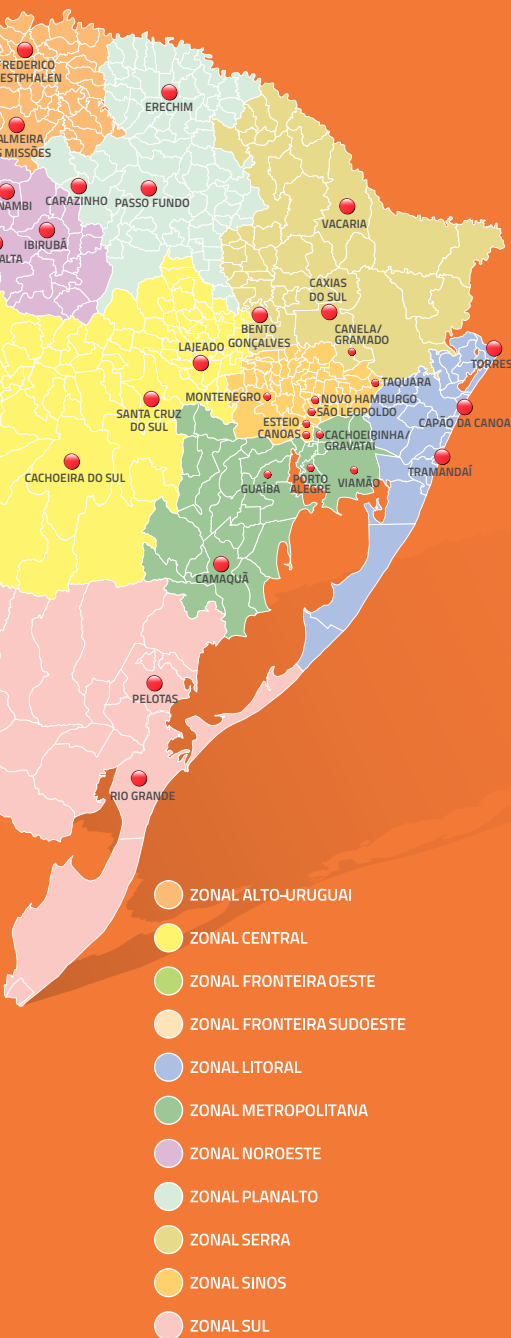 FREDERICO
WESTPHALEN
ERECHIM
PALMEIRA
S MISSÕES
NAMBI
CARAZINHO
PASSO FUNDO
IBIRUBÁ
ALTA
VACARIA
CAXIAS
DO SUL
BENTO
GONÇALVES
CANELA/
GRAMADO
LAJEADO
TORRES
TAQUARA
MONTENEGRO
NOVO HAMBURGO
SÃO LEOPOLDO
SANTA CRUZ
DO SUL
ESTEIO
CANOAS
CACHOEIRINHA/
GRAVATAÍ
CAPÃO DA CANOA
CACHOEIRA DO SUL
GUAÍBA
PORTO
ALEGRE
VIAMÃO
TRAMANDAÍ
CAMAQUÃ
PELOTAS
RIO GRANDE
ZONAL ALTO-URUGUAI
ZONAL CENTRAL
ZONAL FRONTEIRA OESTE
ZONAL FRONTEIRA SUDOESTE
ZONAL LITORAL
ZONAL METROPOLITANA
ZONAL NOROESTE
ZONAL PLANALTO
ZONAL SERRA
ZONAL SINOS
ZONAL SUL